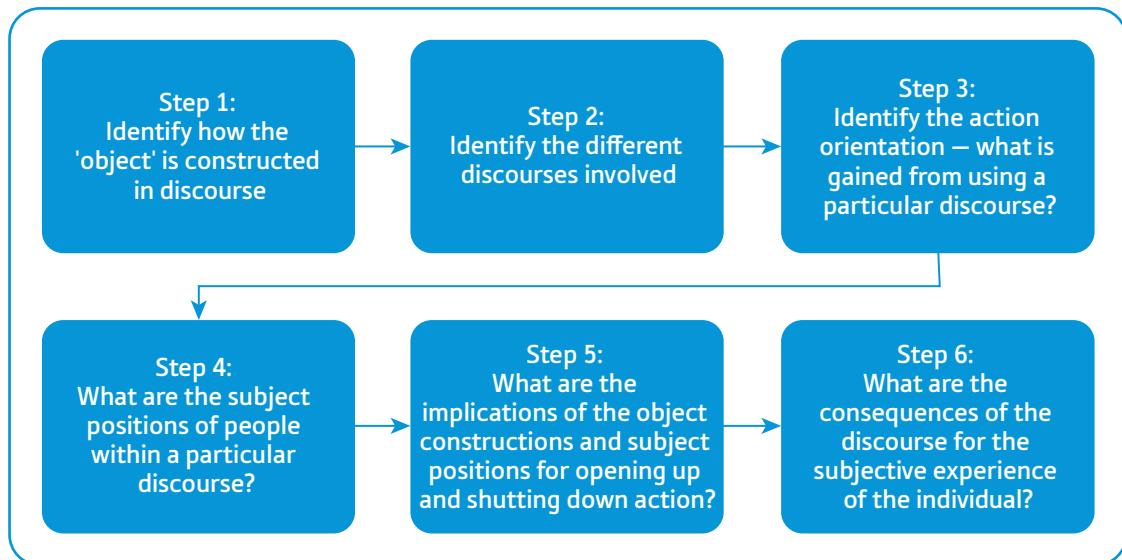 Step 1:
Identify how the
'object' is constructed
in discourse
Step 2:
Identify the different
discourses involved
Step 3:
Identify the action
orientation — what is
gained from using a
particular discourse?
Step 4:
What are the subject
positions of people
within a particular
discourse?
Step 5:
What are the
implications of the object
constructions and subject
positions for opening up
and shutting down action?
Step 6:
What are the
consequences of the
discourse for the
subjective experience
of the individual?